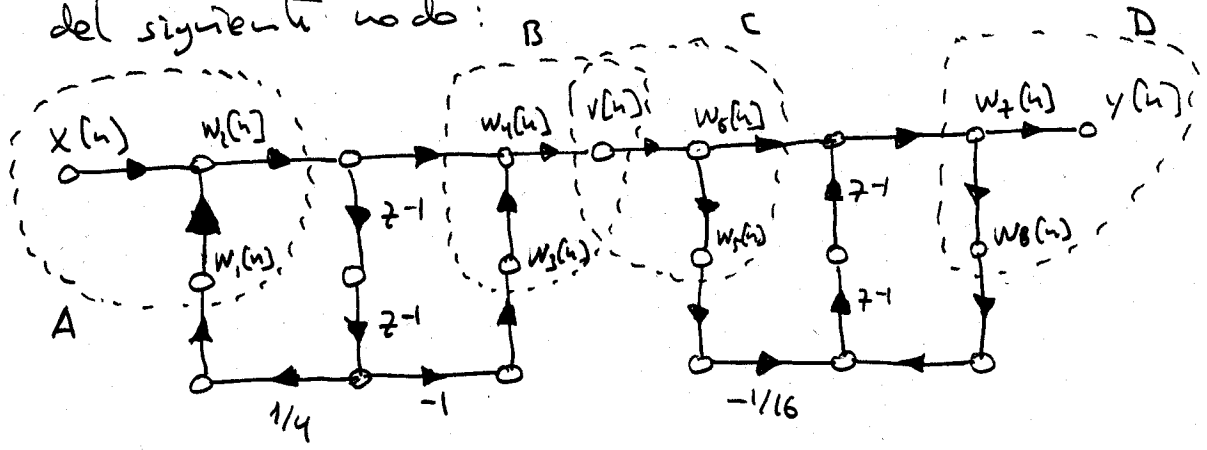 del siguiente nodo:
B
C
D
X[n]
W₂[n]
W₄[n]
V[n]
W₆[n]
W₇[n]
Y[n]
z-1
z-1
W₁[n]
W₃[n]
W₅[n]
W₈[n]
A
z-1
z-1
1/4
-1
-1/16